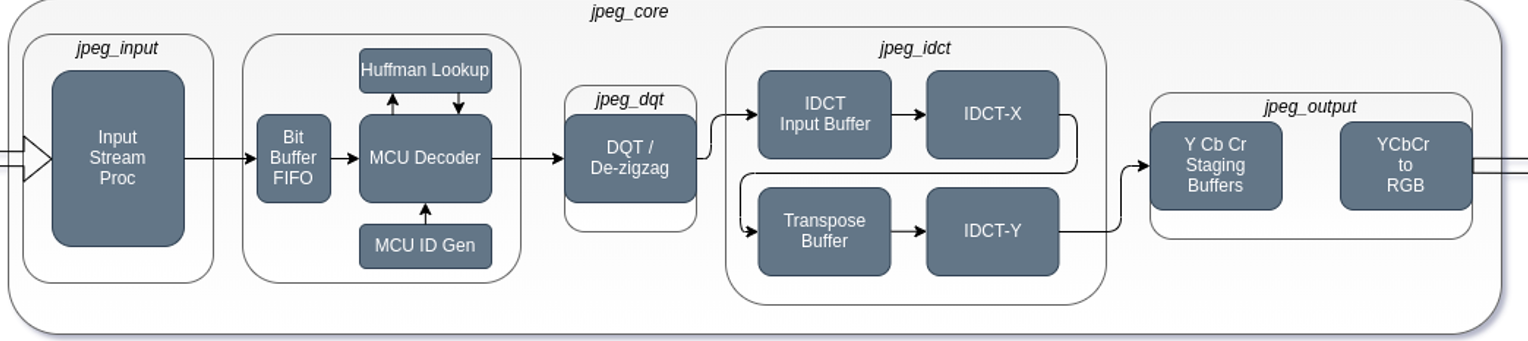 jpeg_core
jpeg_input
Input
Stream
Proc
Huffman Lookup
Bit
Buffer
FIFO
MCU Decoder
MCU ID Gen
jpeg_dqt
DQT /
De-zigzag
jpeg_idct
IDCT
Input Buffer
IDCT-X
Transpose
Buffer
IDCT-Y
jpeg_output
Y Cb Cr
Staging
Buffers
YCbCr
to
RGB